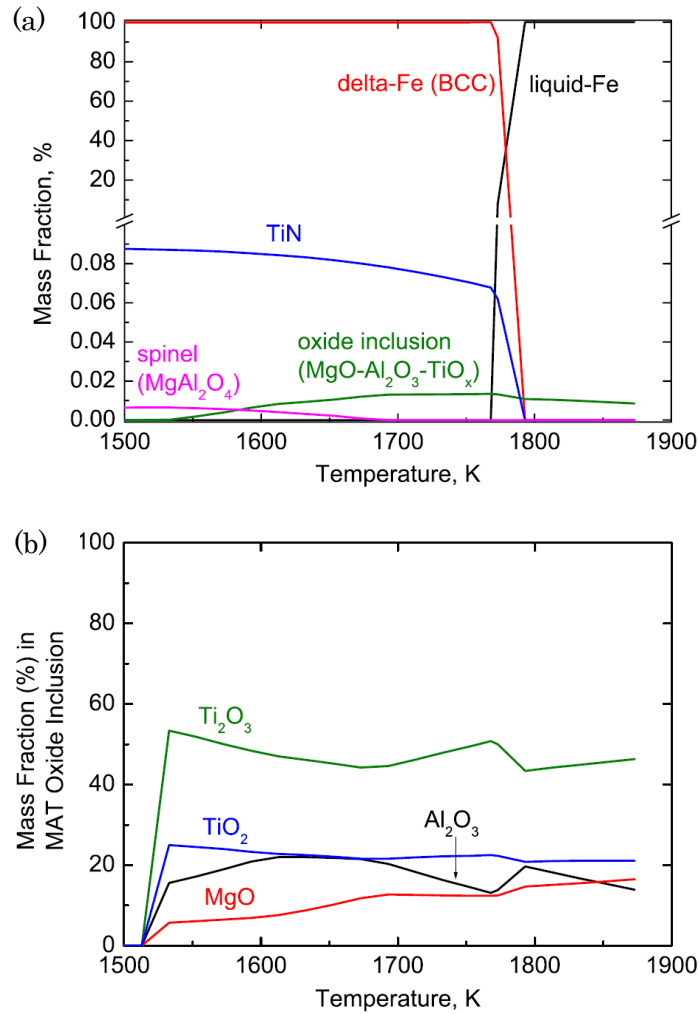 (a)
100
80
60
40
20
0.08
0.06
0.04
0.02
0.00
Mass Fraction, %
delta-Fe (BCC)
liquid-Fe
TiN
spinel
(MgAl₂O₄)
oxide inclusion
(MgO-Al₂O₃-TiOₓ)
1500 1600 1700 1800 1900
Temperature, K
(b)
100
80
60
40
20
0
Mass Fraction (%) in
MAT Oxide Inclusion
Ti₂O₃
TiO₂
Al₂O₃
MgO
1500 1600 1700 1800 1900
Temperature, K